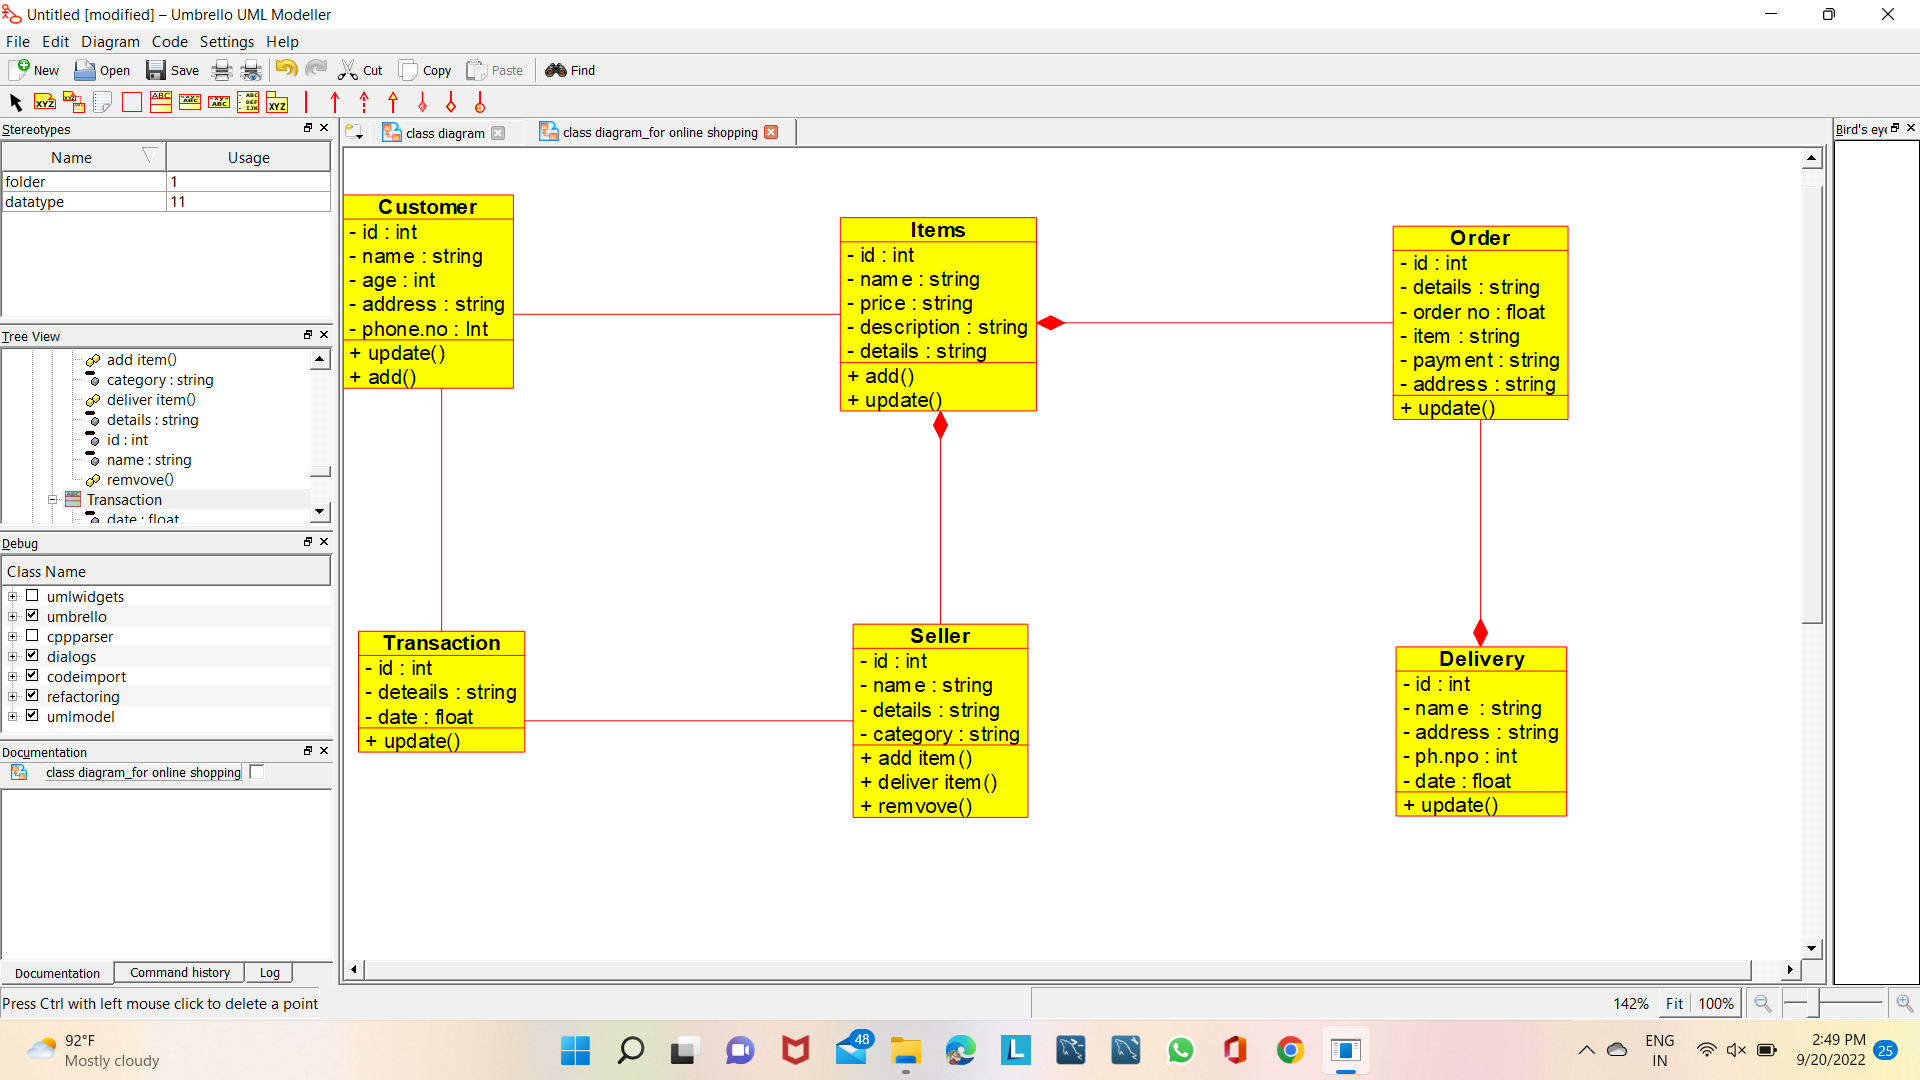 Untitled [modified] – Umbrello UML Modeller
File Edit Diagram Code Settings Help
New Open Save Cut Copy Paste Find
Stereotypes
Name Usage
folder 1
datatype 11
Tree View
add item()
category : string
deliver item()
details : string
id : int
name : string
remvove()
Transaction
date : float
Debug
Class Name
umlwidgets
umbrello
cppparser
dialogs
codeimport
refactoring
umlmodel
Documentation
class diagram_for online shopping
Documentation Command history Log
Press Ctrl with left mouse click to delete a point
class diagram
class diagram_for online shopping
Bird's eye
Customer
- id : int
- name : string
- age : int
- address : string
- phone.no : Int
+ update()
+ add()
Items
- id : int
- name : string
- price : string
- description : string
- details : string
+ add()
+ update()
Order
- id : int
- details : string
- order no : float
- item : string
- payment : string
- address : string
+ update()
Transaction
- id : int
- deteails : string
- date : float
+ update()
Seller
- id : int
- name : string
- details : string
- category : string
+ add item()
+ deliver item()
+ remvove()
Delivery
- id : int
- name : string
- address : string
- ph.npo : int
- date : float
+ update()
142% Fit 100%
92°F
Mostly cloudy
48
ENG
IN
2:49 PM
9/20/2022
25